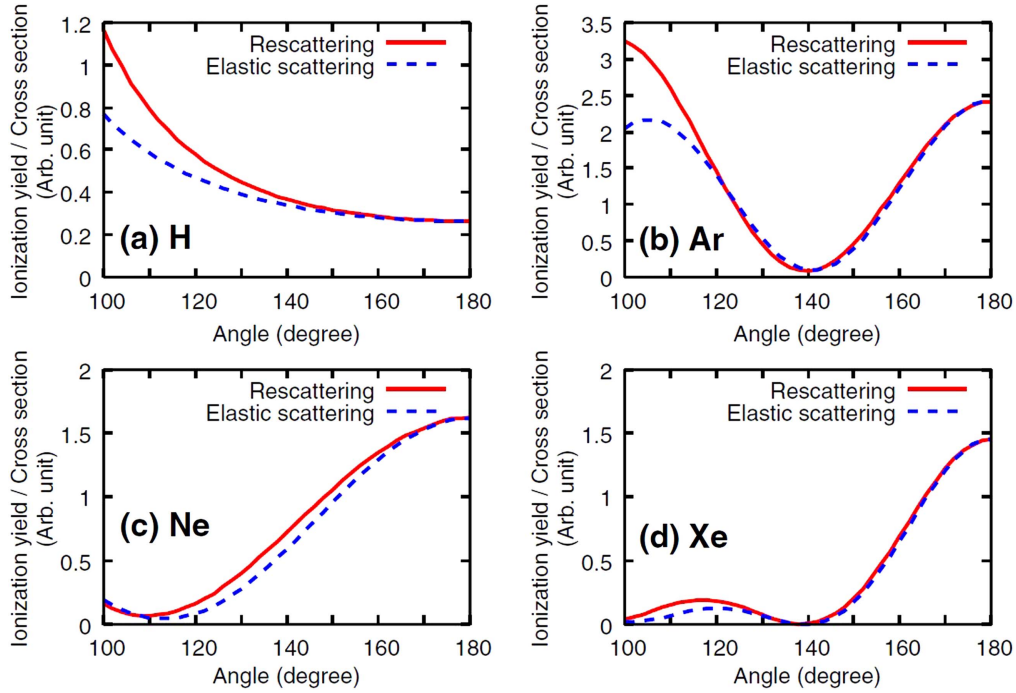 Ionization yield / Cross section
(Arb. unit)
1.2
1
0.8
0.6
0.4
0.2
0
Rescattering
Elastic scattering
(a) H
100 120 140 160 180
Angle (degree)
Ionization yield / Cross section
(Arb. unit)
3.5
3
2.5
2
1.5
1
0.5
0
Rescattering
Elastic scattering
(b) Ar
100 120 140 160 180
Angle (degree)
Ionization yield / Cross section
(Arb. unit)
2
1.5
1
0.5
0
Rescattering
Elastic scattering
(c) Ne
100 120 140 160 180
Angle (degree)
Ionization yield / Cross section
(Arb. unit)
2
1.5
1
0.5
0
Rescattering
Elastic scattering
(d) Xe
100 120 140 160 180
Angle (degree)